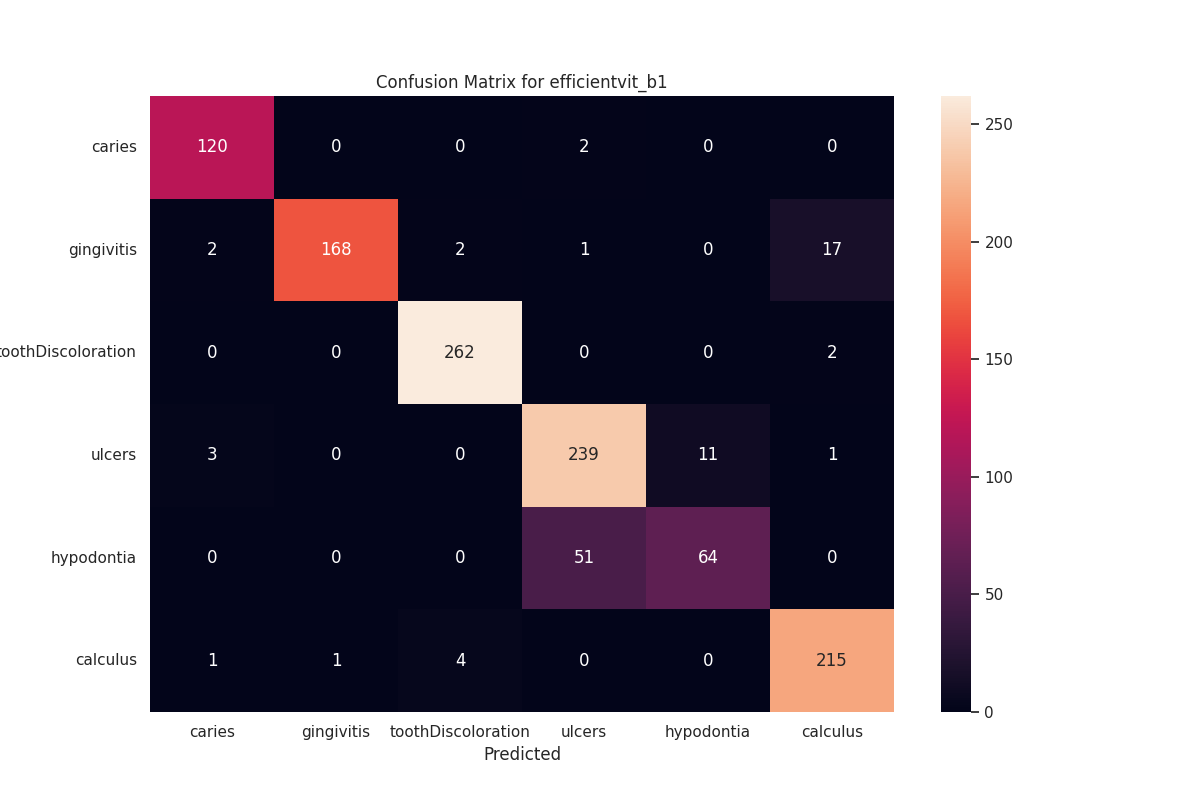 Confusion Matrix for efficientvit_b1
caries 120 0 0 2 0 0
gingivitis 2 168 2 1 0 17
toothDiscoloration 0 0 262 0 0 2
ulcers 3 0 0 239 11 1
hypodontia 0 0 0 51 64 0
calculus 1 1 4 0 0 215
caries gingivitis toothDiscoloration ulcers hypodontia calculus
Predicted
250
200
150
100
50
0